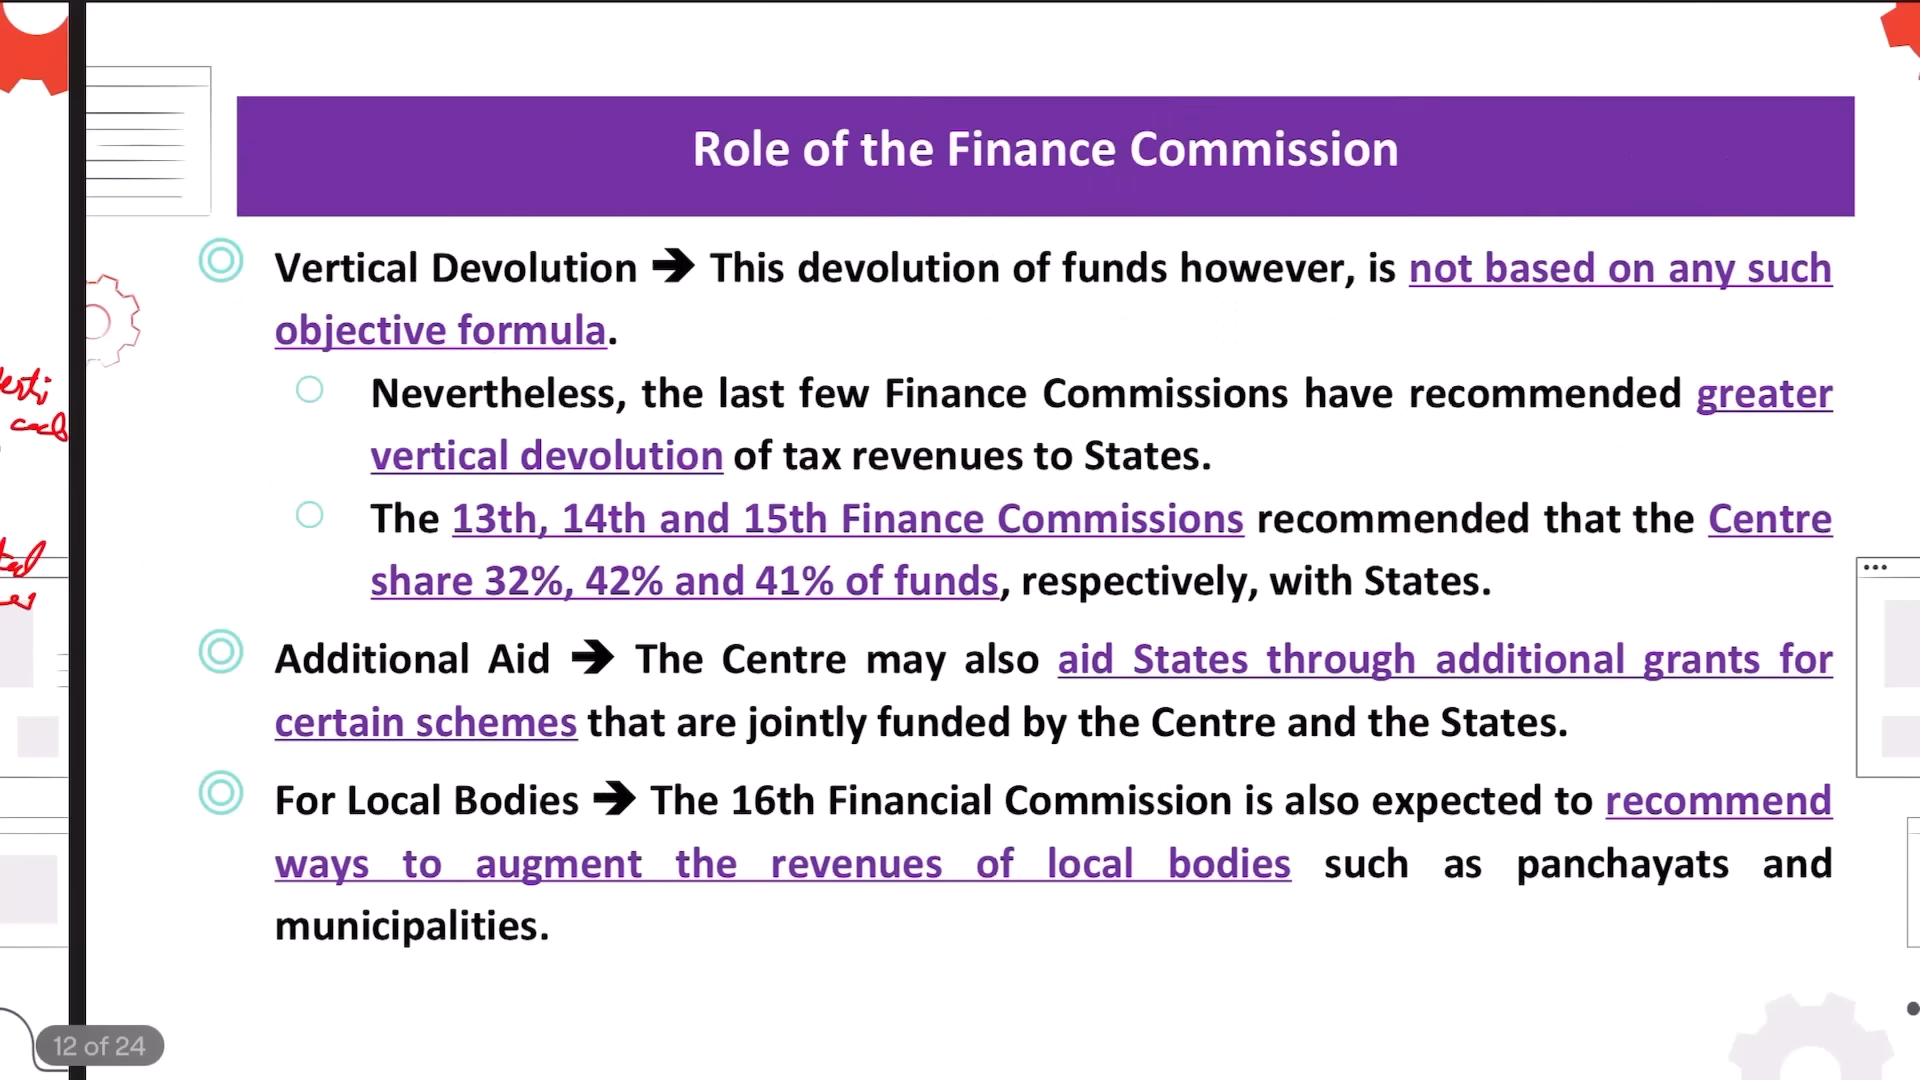 Role of the Finance Commission
Vertical Devolution ➔ This devolution of funds however, is not based on any such
objective formula.
Nevertheless, the last few Finance Commissions have recommended greater
vertical devolution of tax revenues to States.
The 13th, 14th and 15th Finance Commissions recommended that the Centre
share 32%, 42% and 41% of funds, respectively, with States.
Additional Aid ➔ The Centre may also aid States through additional grants for
certain schemes that are jointly funded by the Centre and the States.
For Local Bodies ➔ The 16th Financial Commission is also expected to recommend
ways to augment the revenues of local bodies such as panchayats and
municipalities.
12 of 24